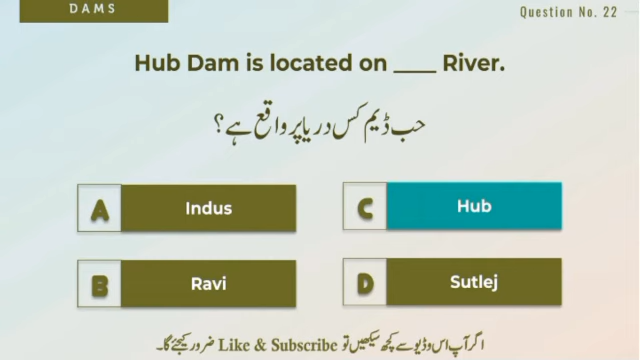 DAMS
Question No. 22
Hub Dam is located on ____ River.
حب ڈیم کس دریا پر واقع ہے؟
A Indus
C Hub
B Ravi
D Sutlej
اگر آپ اس وڈیو سے کچھ سیکھیں تو Like & Subscribe ضرور کیجئے گا۔